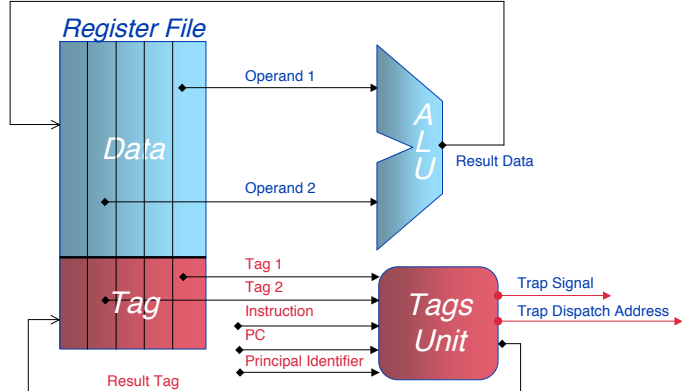 Register File
Operand 1
Data
ALU
Result Data
Operand 2
Tag 1
Tag 2
Tag
Instruction
PC
Principal Identifier
Tags
Unit
Trap Signal
Trap Dispatch Address
Result Tag